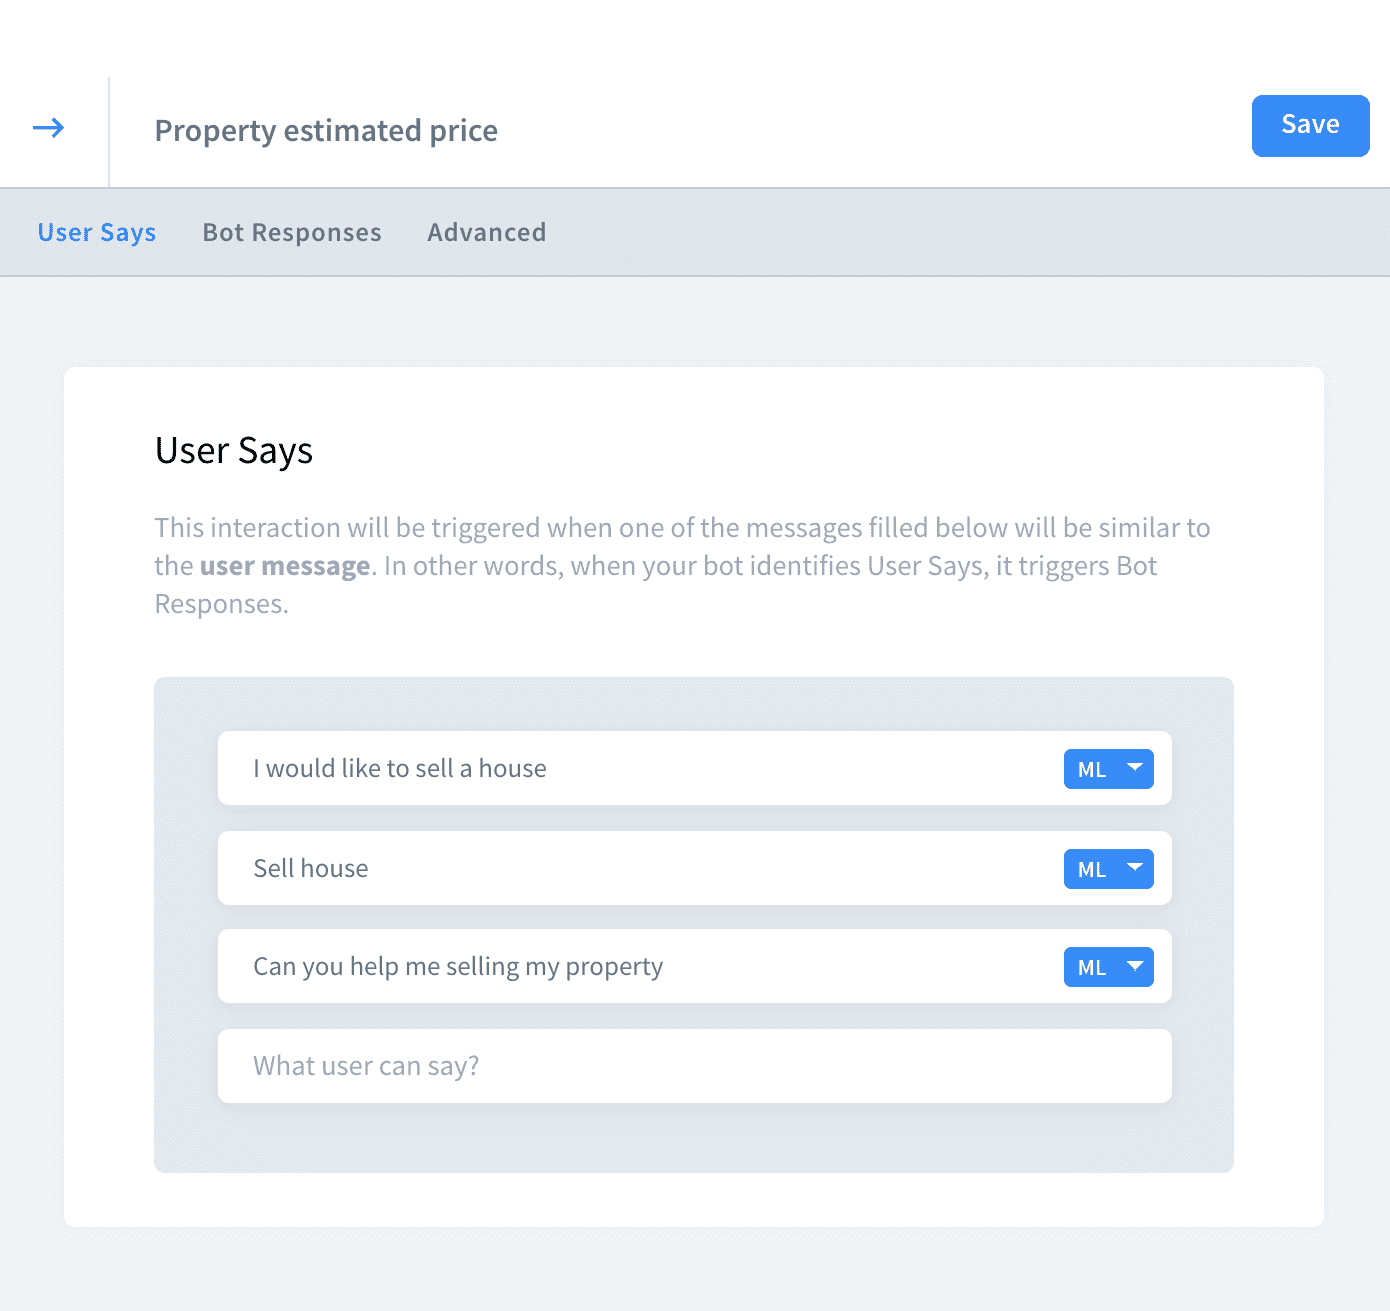 Property estimated price
Save
User Says
Bot Responses
Advanced
User Says
This interaction will be triggered when one of the messages filled below will be similar to
the user message. In other words, when your bot identifies User Says, it triggers Bot
Responses.
I would like to sell a house
ML
Sell house
ML
Can you help me selling my property
ML
What user can say?